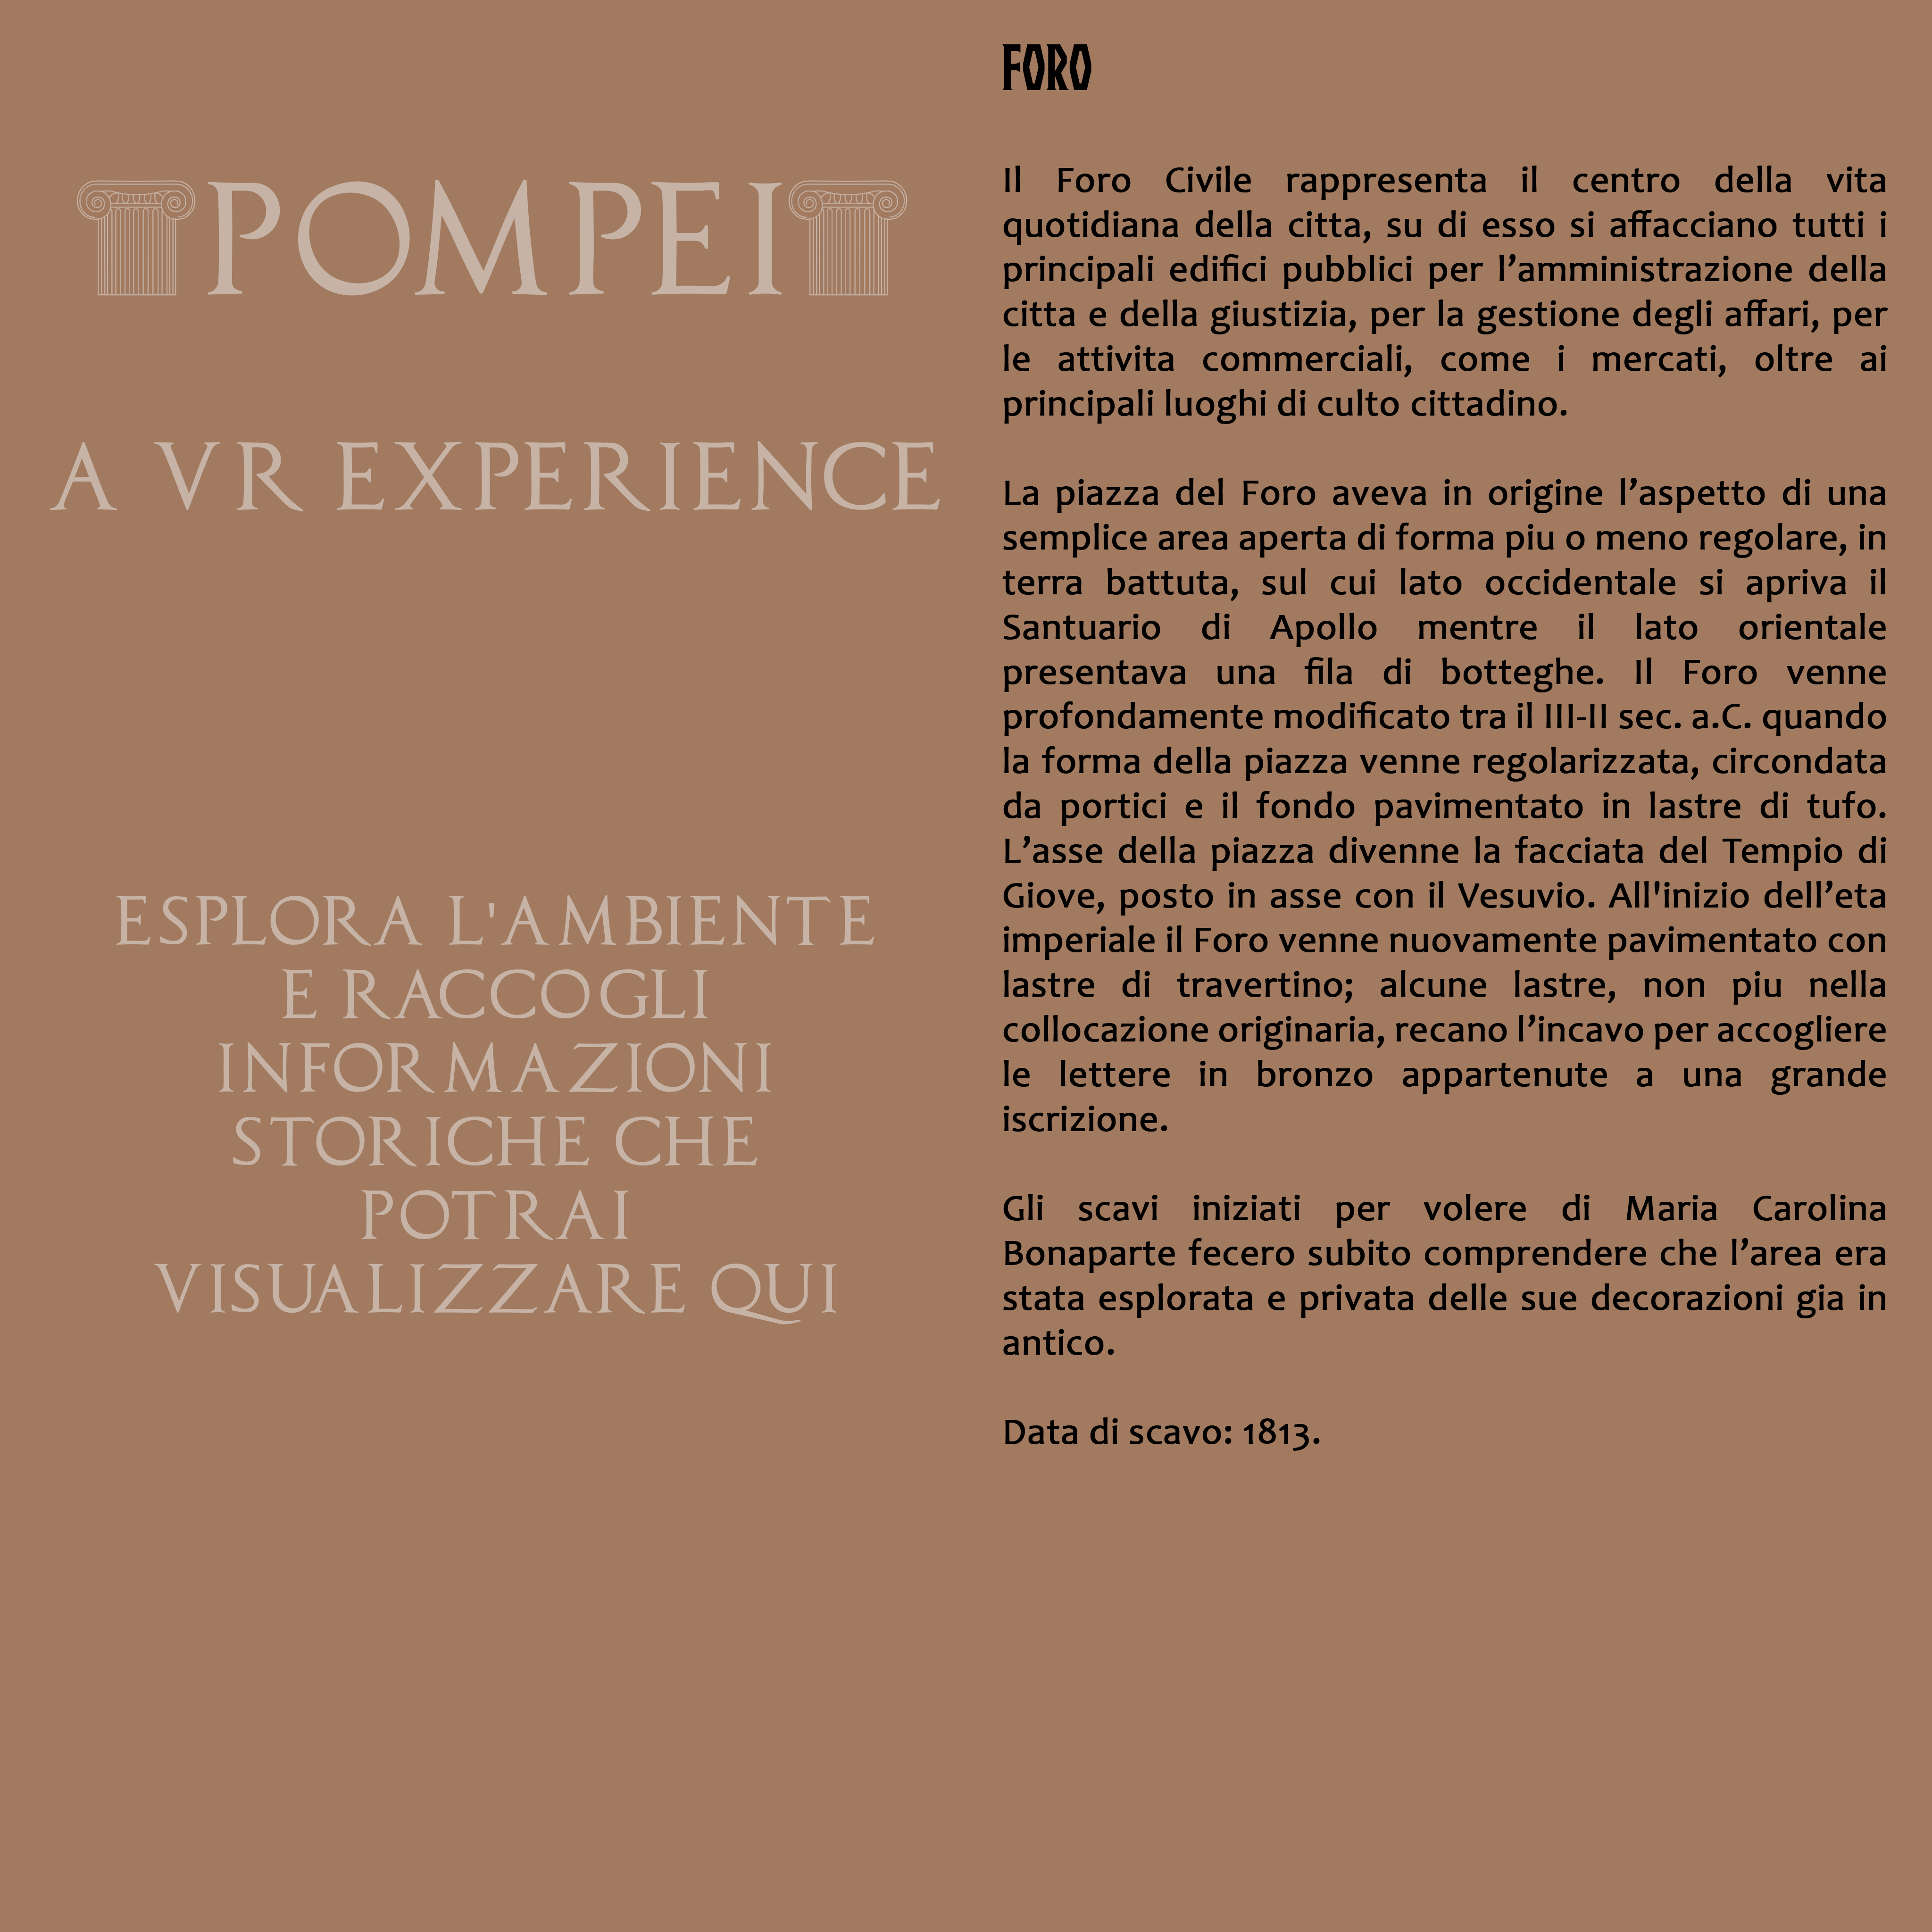 POMPEI
A VR EXPERIENCE
ESPLORA L'AMBIENTE
E RACCOGLI
INFORMAZIONI
STORICHE CHE
POTRAI
VISUALIZZARE QUI
FORO
Il Foro Civile rappresenta il centro della vita
quotidiana della citta, su di esso si affacciano tutti i
principali edifici pubblici per l’amministrazione della
citta e della giustizia, per la gestione degli affari, per
le attivita commerciali, come i mercati, oltre ai
principali luoghi di culto cittadino.
La piazza del Foro aveva in origine l’aspetto di una
semplice area aperta di forma piu o meno regolare, in
terra battuta, sul cui lato occidentale si apriva il
Santuario di Apollo mentre il lato orientale
presentava una fila di botteghe. Il Foro venne
profondamente modificato tra il III-II sec. a.C. quando
la forma della piazza venne regolarizzata, circondata
da portici e il fondo pavimentato in lastre di tufo.
L’asse della piazza divenne la facciata del Tempio di
Giove, posto in asse con il Vesuvio. All'inizio dell’eta
imperiale il Foro venne nuovamente pavimentato con
lastre di travertino; alcune lastre, non piu nella
collocazione originaria, recano l’incavo per accogliere
le lettere in bronzo appartenute a una grande
iscrizione.
Gli scavi iniziati per volere di Maria Carolina
Bonaparte fecero subito comprendere che l’area era
stata esplorata e privata delle sue decorazioni gia in
antico.
Data di scavo: 1813.